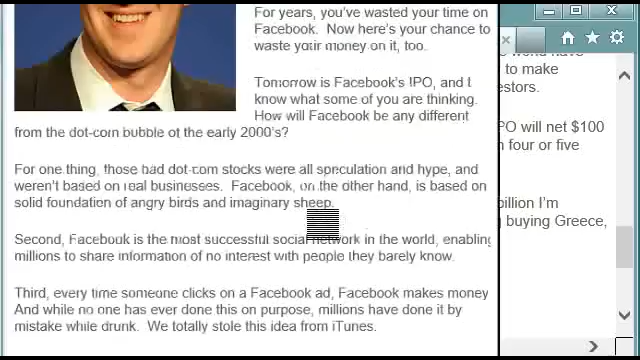 For years, you've wasted your time on
Facebook. Now here's your chance to
waste your money on it, too.
Tomorrow is Facebook's IPO, and I
know what some of you are thinking.
How will Facebook be any different
from the dot-com bubble of the early 2000's?
For one thing, those bad dot-com stocks were all speculation and hype, and
weren't based on real businesses. Facebook, on the other hand, is based on
solid foundation of angry birds and imaginary sheep.
Second, Facebook is the most successful social network in the world, enabling
millions to share information of no interest with people they barely know.
Third, every time someone clicks on a Facebook ad, Facebook makes money
And while no one has ever done this on purpose, millions have done it by
mistake while drunk. We totally stole this idea from iTunes.
to make
PO will net $100
four or five
illion I'm
buying Greece,